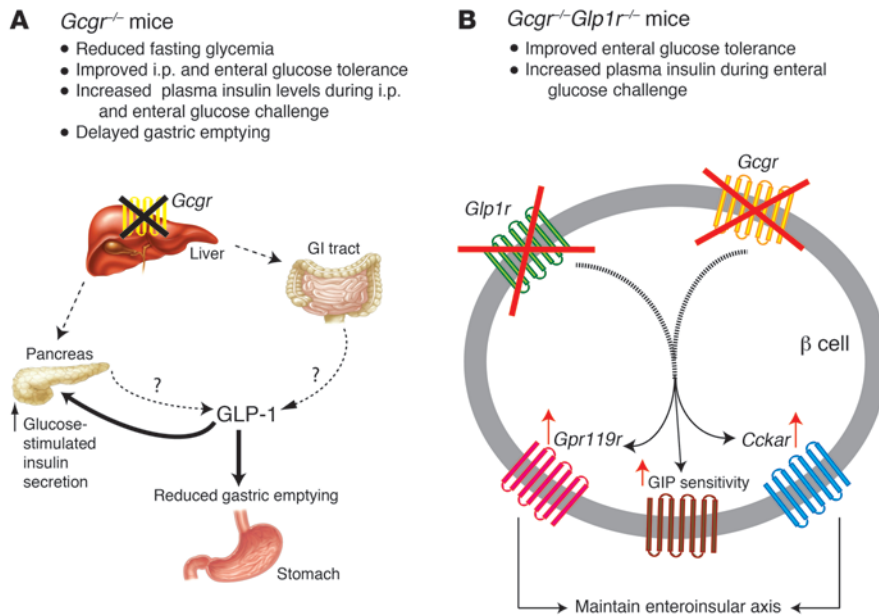 A
Gcgr⁻/⁻ mice
● Reduced fasting glycemia
● Improved i.p. and enteral glucose tolerance
● Increased plasma insulin levels during i.p.
and enteral glucose challenge
● Delayed gastric emptying
Gcgr
Liver
GI tract
Pancreas
?
?
GLP-1
Glucose-
stimulated
insulin
secretion
Reduced gastric emptying
Stomach
B
Gcgr⁻/⁻Glp1r⁻/⁻ mice
● Improved enteral glucose tolerance
● Increased plasma insulin during enteral
glucose challenge
Gcgr
Glp1r
β cell
Gpr119r
Cckar
GIP sensitivity
Maintain enteroinsular axis